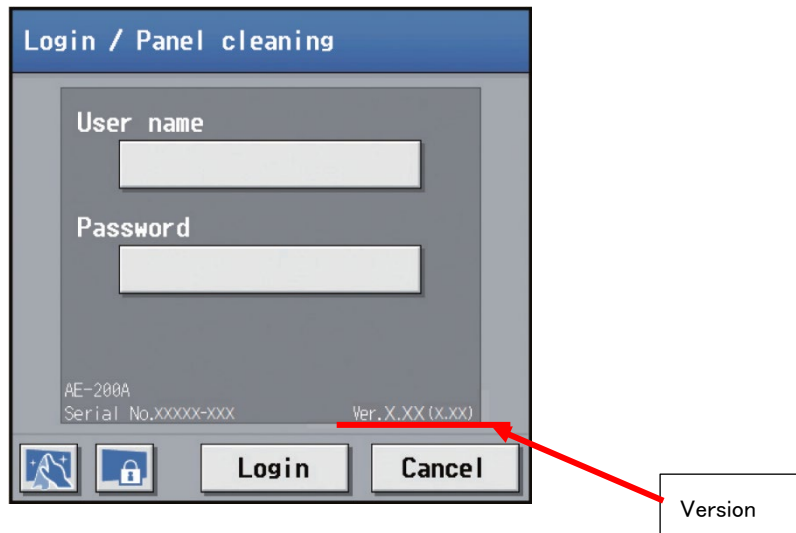 Login / Panel cleaning
User name
Password
AE-200A
Serial No.XXXXX-XXX Ver.X.XX(X.XX)
Login Cancel
Version